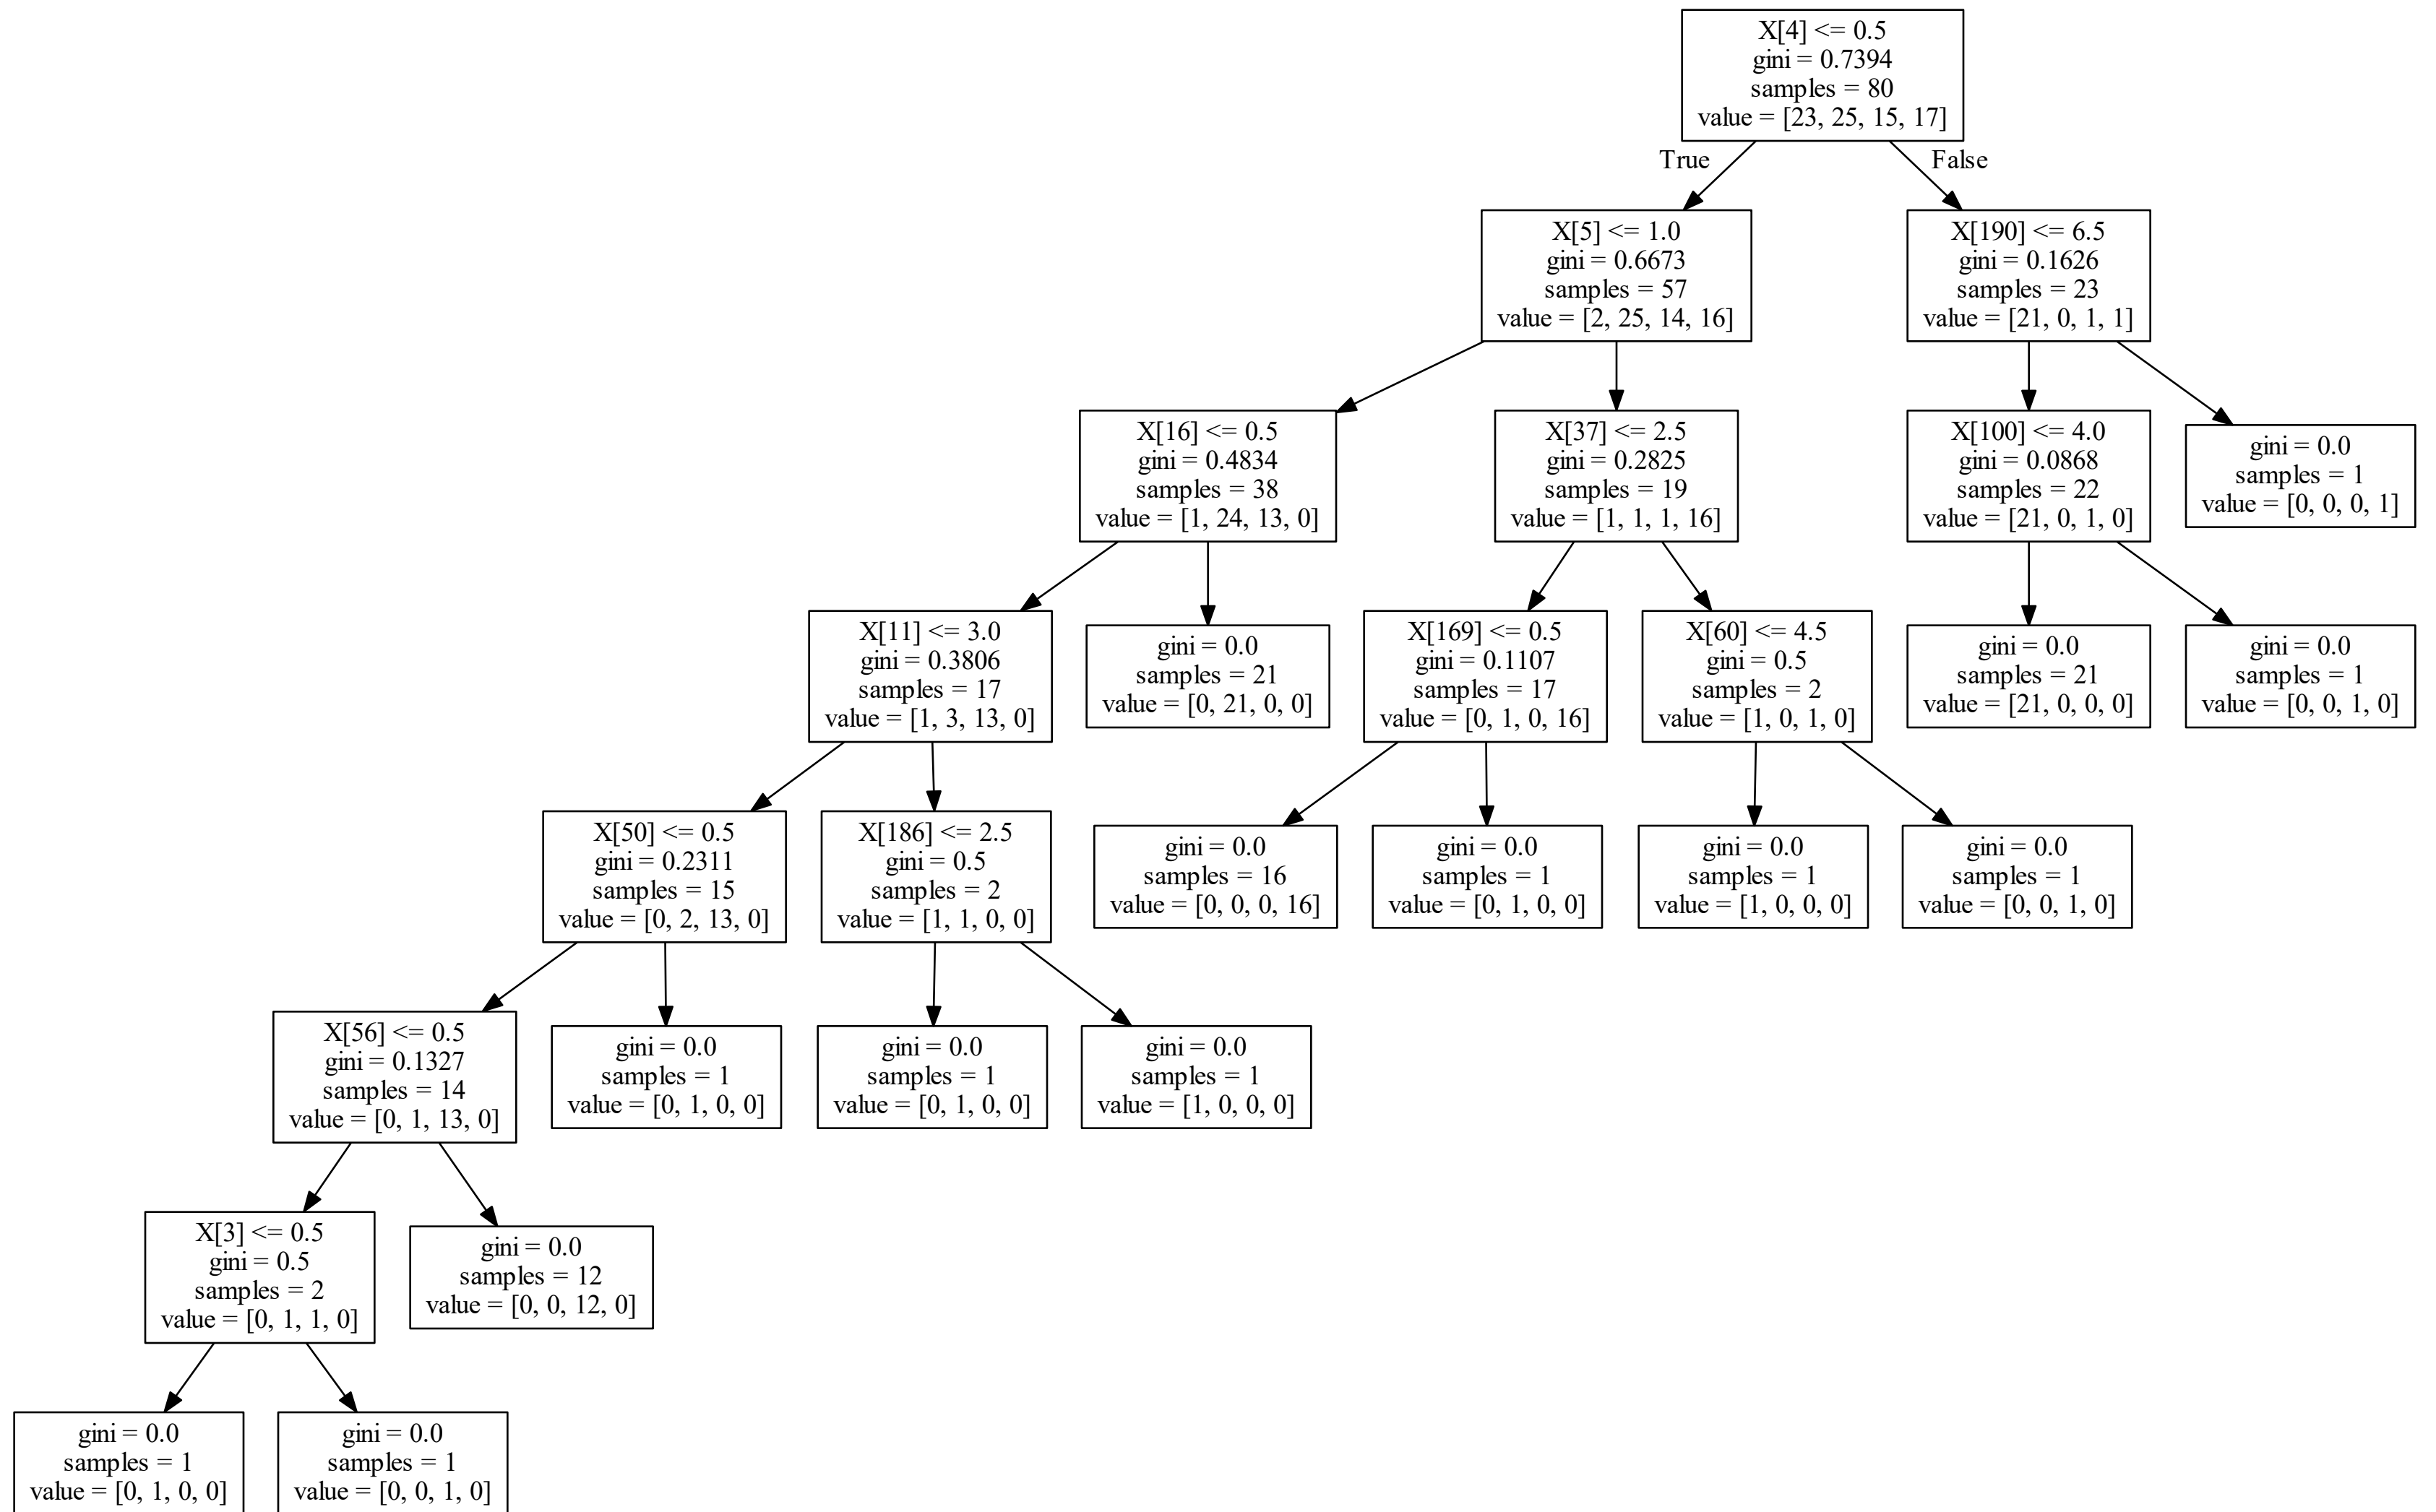 X[4] <= 0.5
gini = 0.7394
samples = 80
value = [23, 25, 15, 17]
True
False
X[5] <= 1.0
gini = 0.6673
samples = 57
value = [2, 25, 14, 16]
X[190] <= 6.5
gini = 0.1626
samples = 23
value = [21, 0, 1, 1]
X[16] <= 0.5
gini = 0.4834
samples = 38
value = [1, 24, 13, 0]
X[37] <= 2.5
gini = 0.2825
samples = 19
value = [1, 1, 1, 16]
X[100] <= 4.0
gini = 0.0868
samples = 22
value = [21, 0, 1, 0]
gini = 0.0
samples = 1
value = [0, 0, 0, 1]
X[11] <= 3.0
gini = 0.3806
samples = 17
value = [1, 3, 13, 0]
gini = 0.0
samples = 21
value = [0, 21, 0, 0]
X[169] <= 0.5
gini = 0.1107
samples = 17
value = [0, 1, 0, 16]
X[60] <= 4.5
gini = 0.5
samples = 2
value = [1, 0, 1, 0]
gini = 0.0
samples = 21
value = [21, 0, 0, 0]
gini = 0.0
samples = 1
value = [0, 0, 1, 0]
X[50] <= 0.5
gini = 0.2311
samples = 15
value = [0, 2, 13, 0]
X[186] <= 2.5
gini = 0.5
samples = 2
value = [1, 1, 0, 0]
gini = 0.0
samples = 16
value = [0, 0, 0, 16]
gini = 0.0
samples = 1
value = [0, 1, 0, 0]
gini = 0.0
samples = 1
value = [1, 0, 0, 0]
gini = 0.0
samples = 1
value = [0, 0, 1, 0]
X[56] <= 0.5
gini = 0.1327
samples = 14
value = [0, 1, 13, 0]
gini = 0.0
samples = 1
value = [0, 1, 0, 0]
gini = 0.0
samples = 1
value = [0, 1, 0, 0]
gini = 0.0
samples = 1
value = [1, 0, 0, 0]
X[3] <= 0.5
gini = 0.5
samples = 2
value = [0, 1, 1, 0]
gini = 0.0
samples = 12
value = [0, 0, 12, 0]
gini = 0.0
samples = 1
value = [0, 1, 0, 0]
gini = 0.0
samples = 1
value = [0, 0, 1, 0]